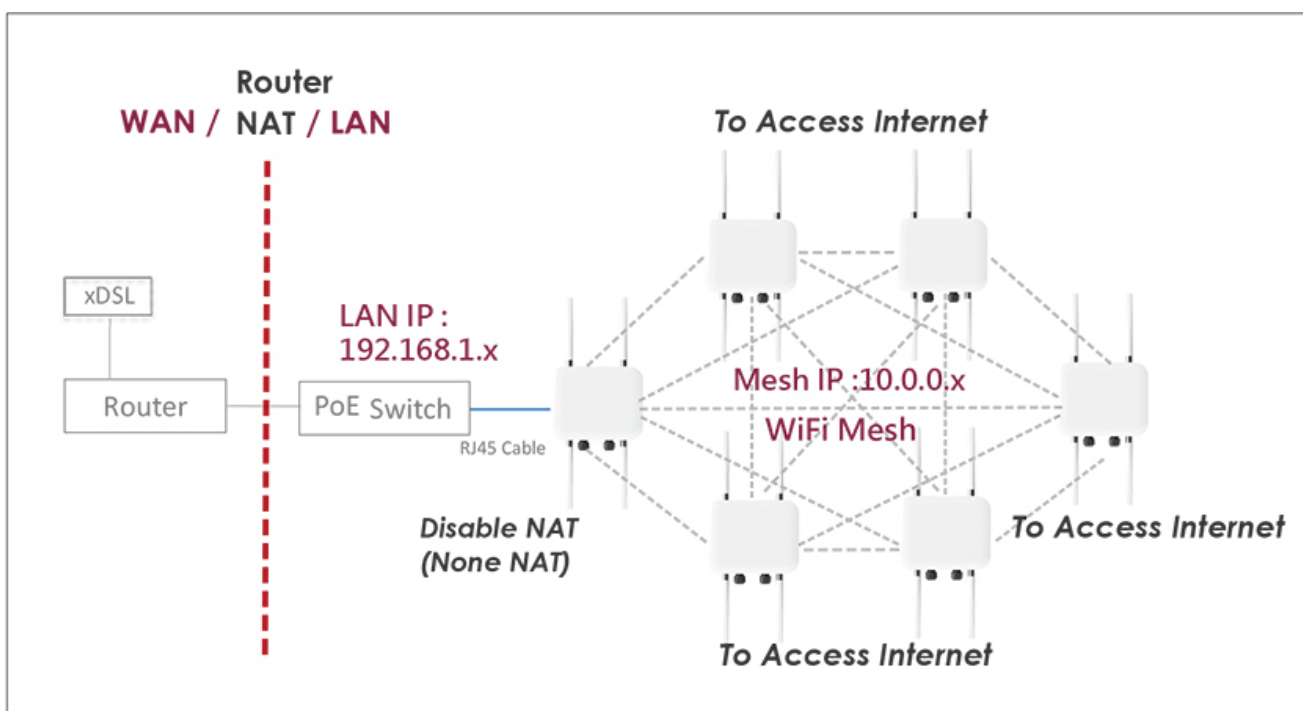 Router
WAN / NAT / LAN
To Access Internet
xDSL
LAN IP :
192.168.1.x
Router
PoE Switch
RJ45 Cable
Mesh IP :10.0.0.x
WiFi Mesh
Disable NAT
(None NAT)
To Access Internet
To Access Internet